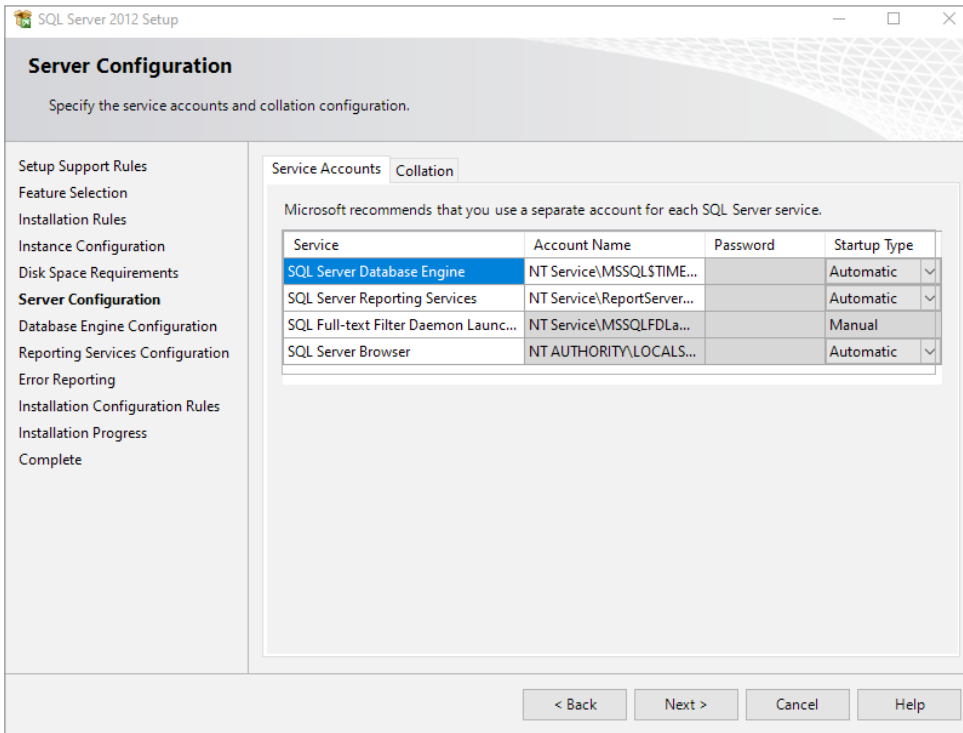 SQL Server 2012 Setup
Server Configuration
Specify the service accounts and collation configuration.
Setup Support Rules
Feature Selection
Installation Rules
Instance Configuration
Disk Space Requirements
Server Configuration
Database Engine Configuration
Reporting Services Configuration
Error Reporting
Installation Configuration Rules
Installation Progress
Complete
Service Accounts Collation
Microsoft recommends that you use a separate account for each SQL Server service.
Service Account Name Password Startup Type
SQL Server Database Engine NT Service\MSSQL$TIME... Automatic
SQL Server Reporting Services NT Service\ReportServer... Automatic
SQL Full-text Filter Daemon Launc... NT Service\MSSQLFDLa... Manual
SQL Server Browser NT AUTHORITY\LOCALS... Automatic
< Back Next > Cancel Help